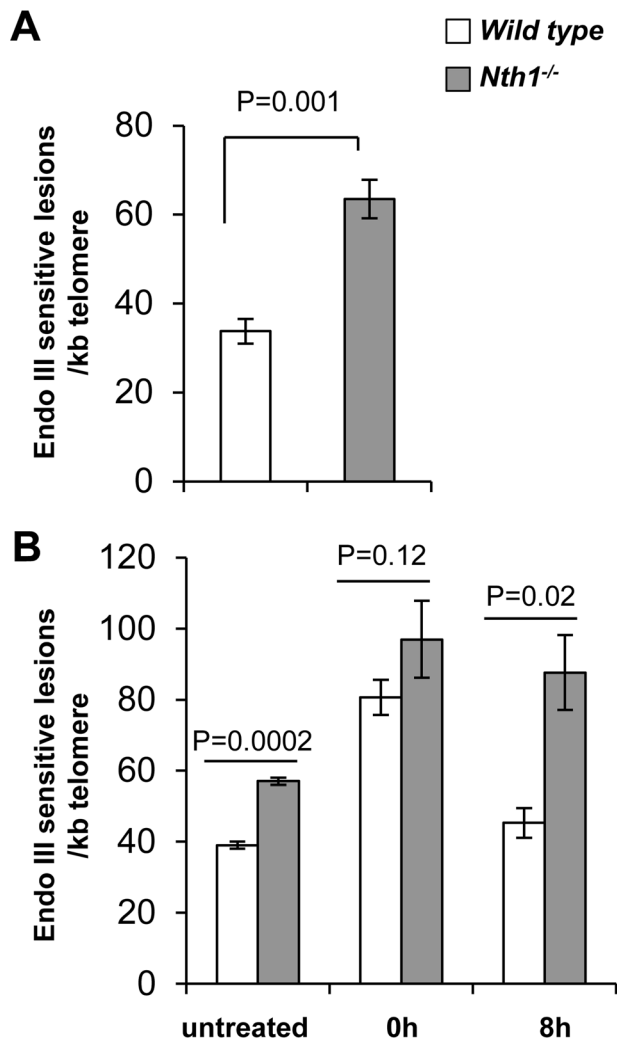 A
Wild type
Nth1-/-
P=0.001
80
60
40
20
0
Endo III sensitive lesions
/kb telomere
B
120
100
80
60
40
20
0
Endo III sensitive lesions
/kb telomere
P=0.0002
P=0.12
P=0.02
untreated 0h 8h